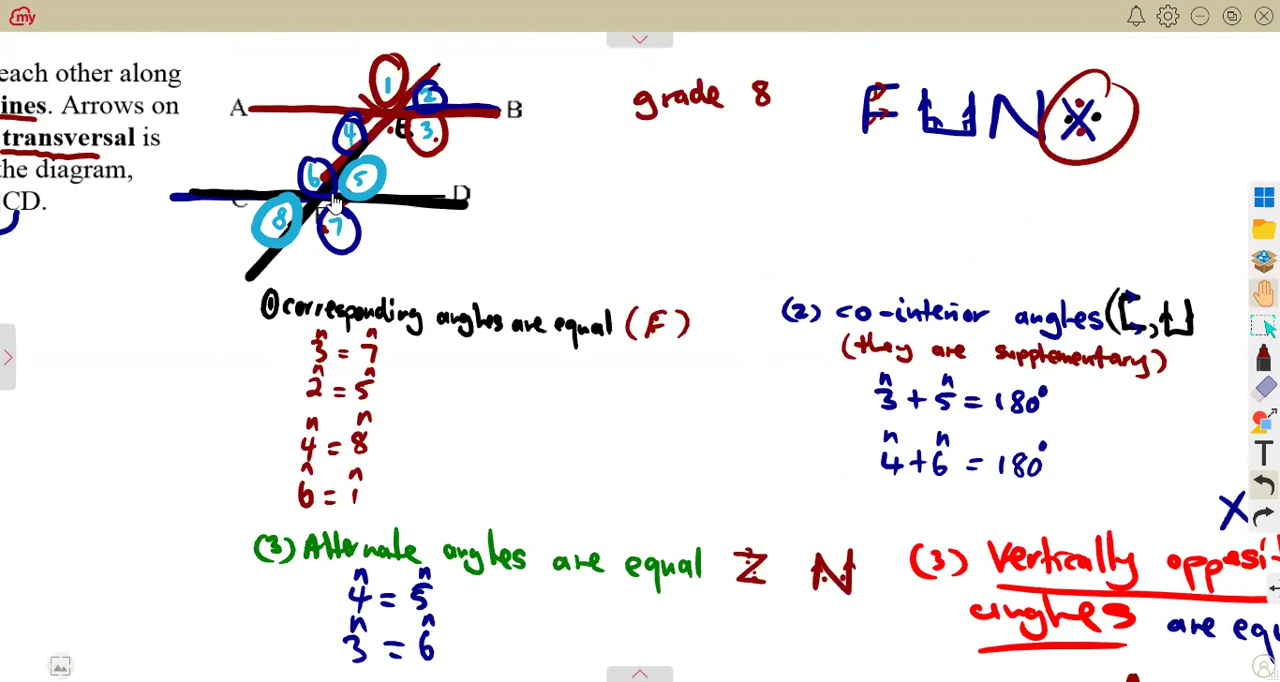 my
each other along
ines. Arrows on
transversal is
the diagram,
CD.
A
B
C
D
E
1
2
3
4
6
5
8
7
grade 8
F U N X
① corresponding angles are equal (F)
3̂ = 7̂
2̂ = 5̂
4̂ = 8̂
6̂ = 1̂
(2) co-interior angles ([, U
(they are supplementary)
3̂ + 5̂ = 180°
4̂ + 6̂ = 180°
X
(3) Alternate angles are equal Z N
4̂ = 5̂
3̂ = 6̂
(3) Vertically opposi
angles are equ
T